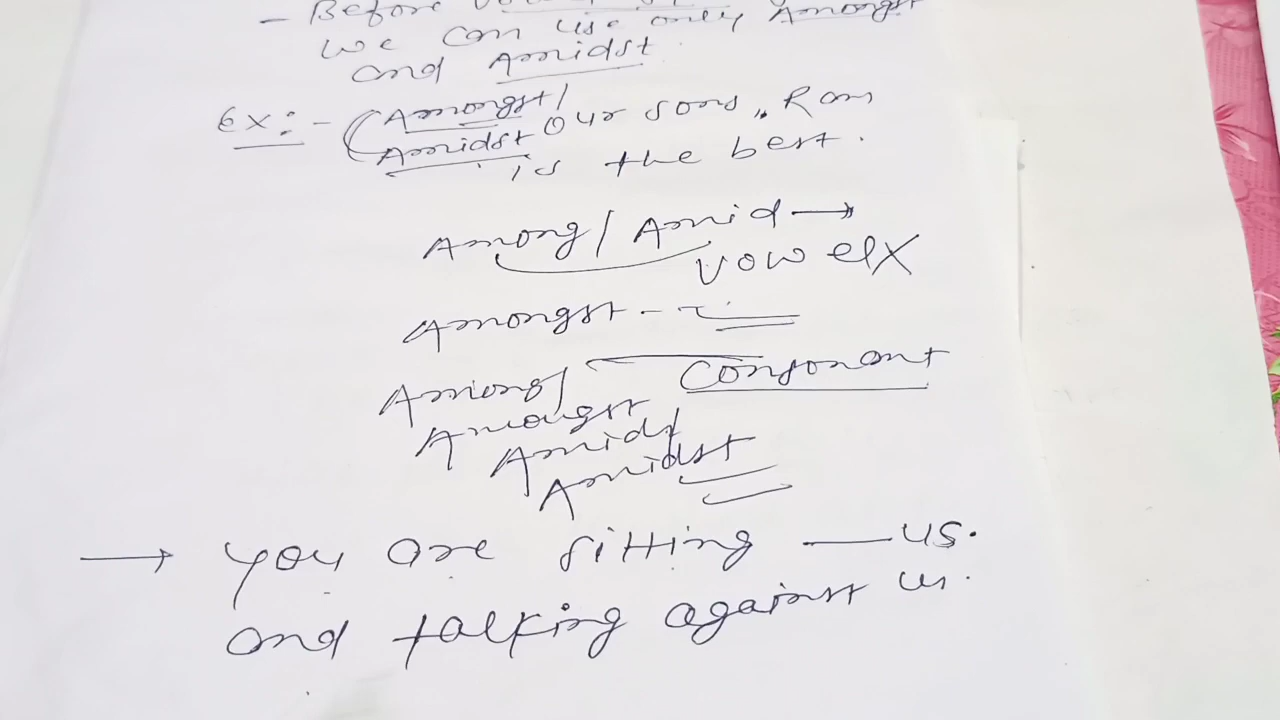 - Before
we can use only Amongst
and Amidst.
Ex:- (Amongst/
Amidst Our sons, Ram
is the best.
Among/Amid →
vowel X
Amongst -
Among/ Consonant
Amongst
Amid/
Amidst
→ You are sitting — us.
and talking against us.